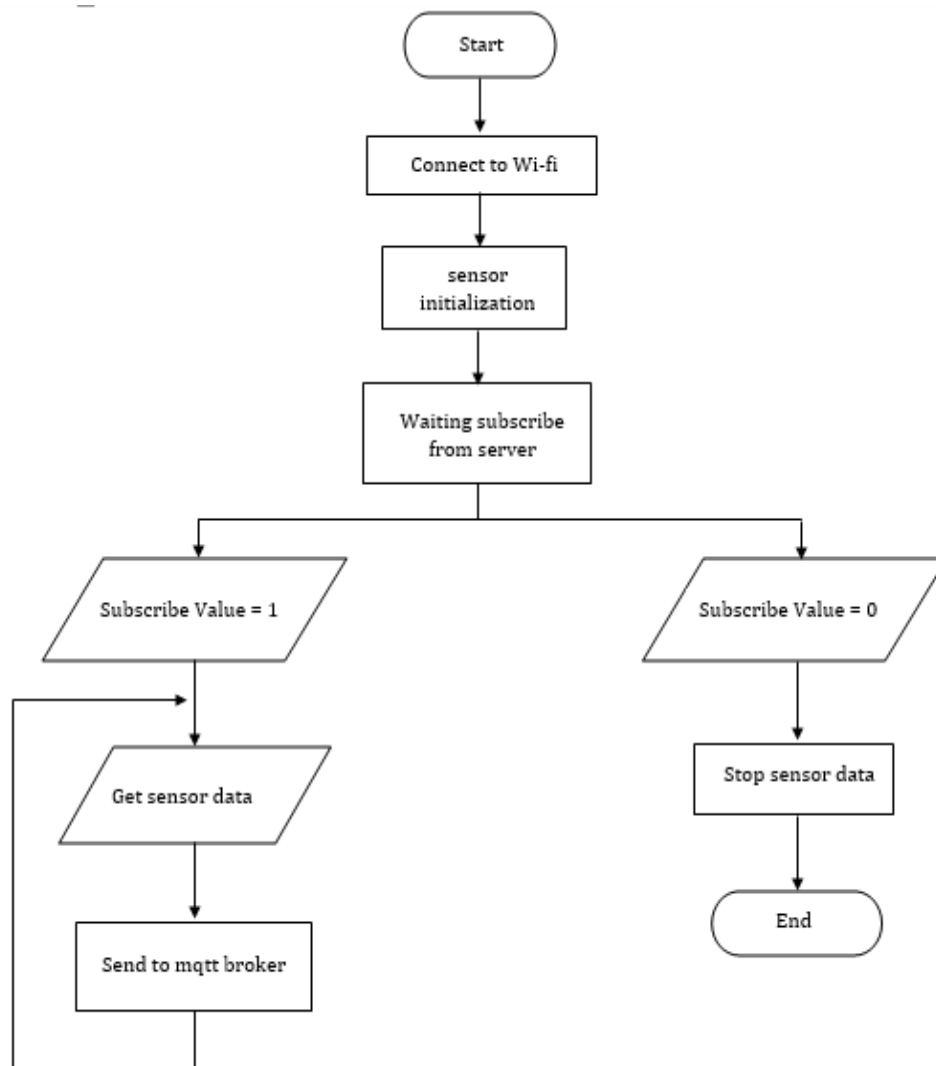 Start
Connect to Wi-fi
sensor
initialization
Waiting subscribe
from server
Subscribe Value = 1
Subscribe Value = 0
Get sensor data
Stop sensor data
Send to mqtt broker
End